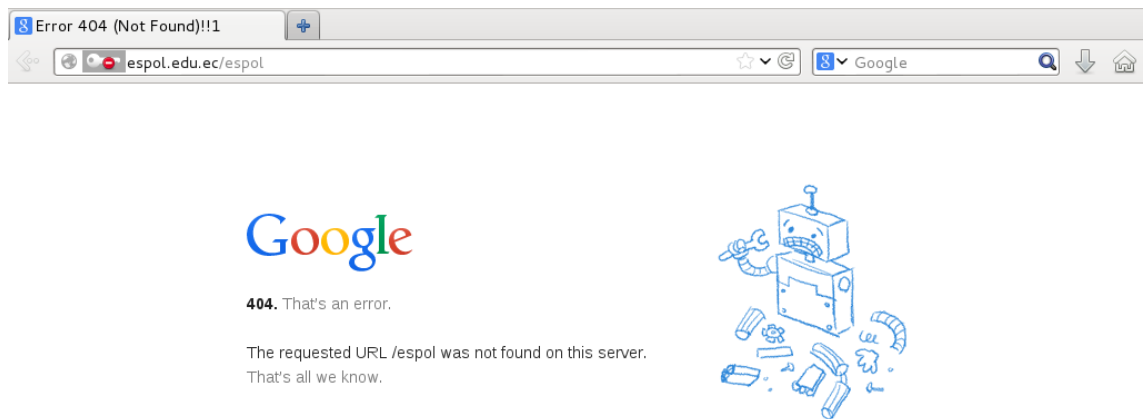 Error 404 (Not Found)!!1
espol.edu.ec/espol
Google
Google
404. That's an error.
The requested URL /espol was not found on this server.
That's all we know.